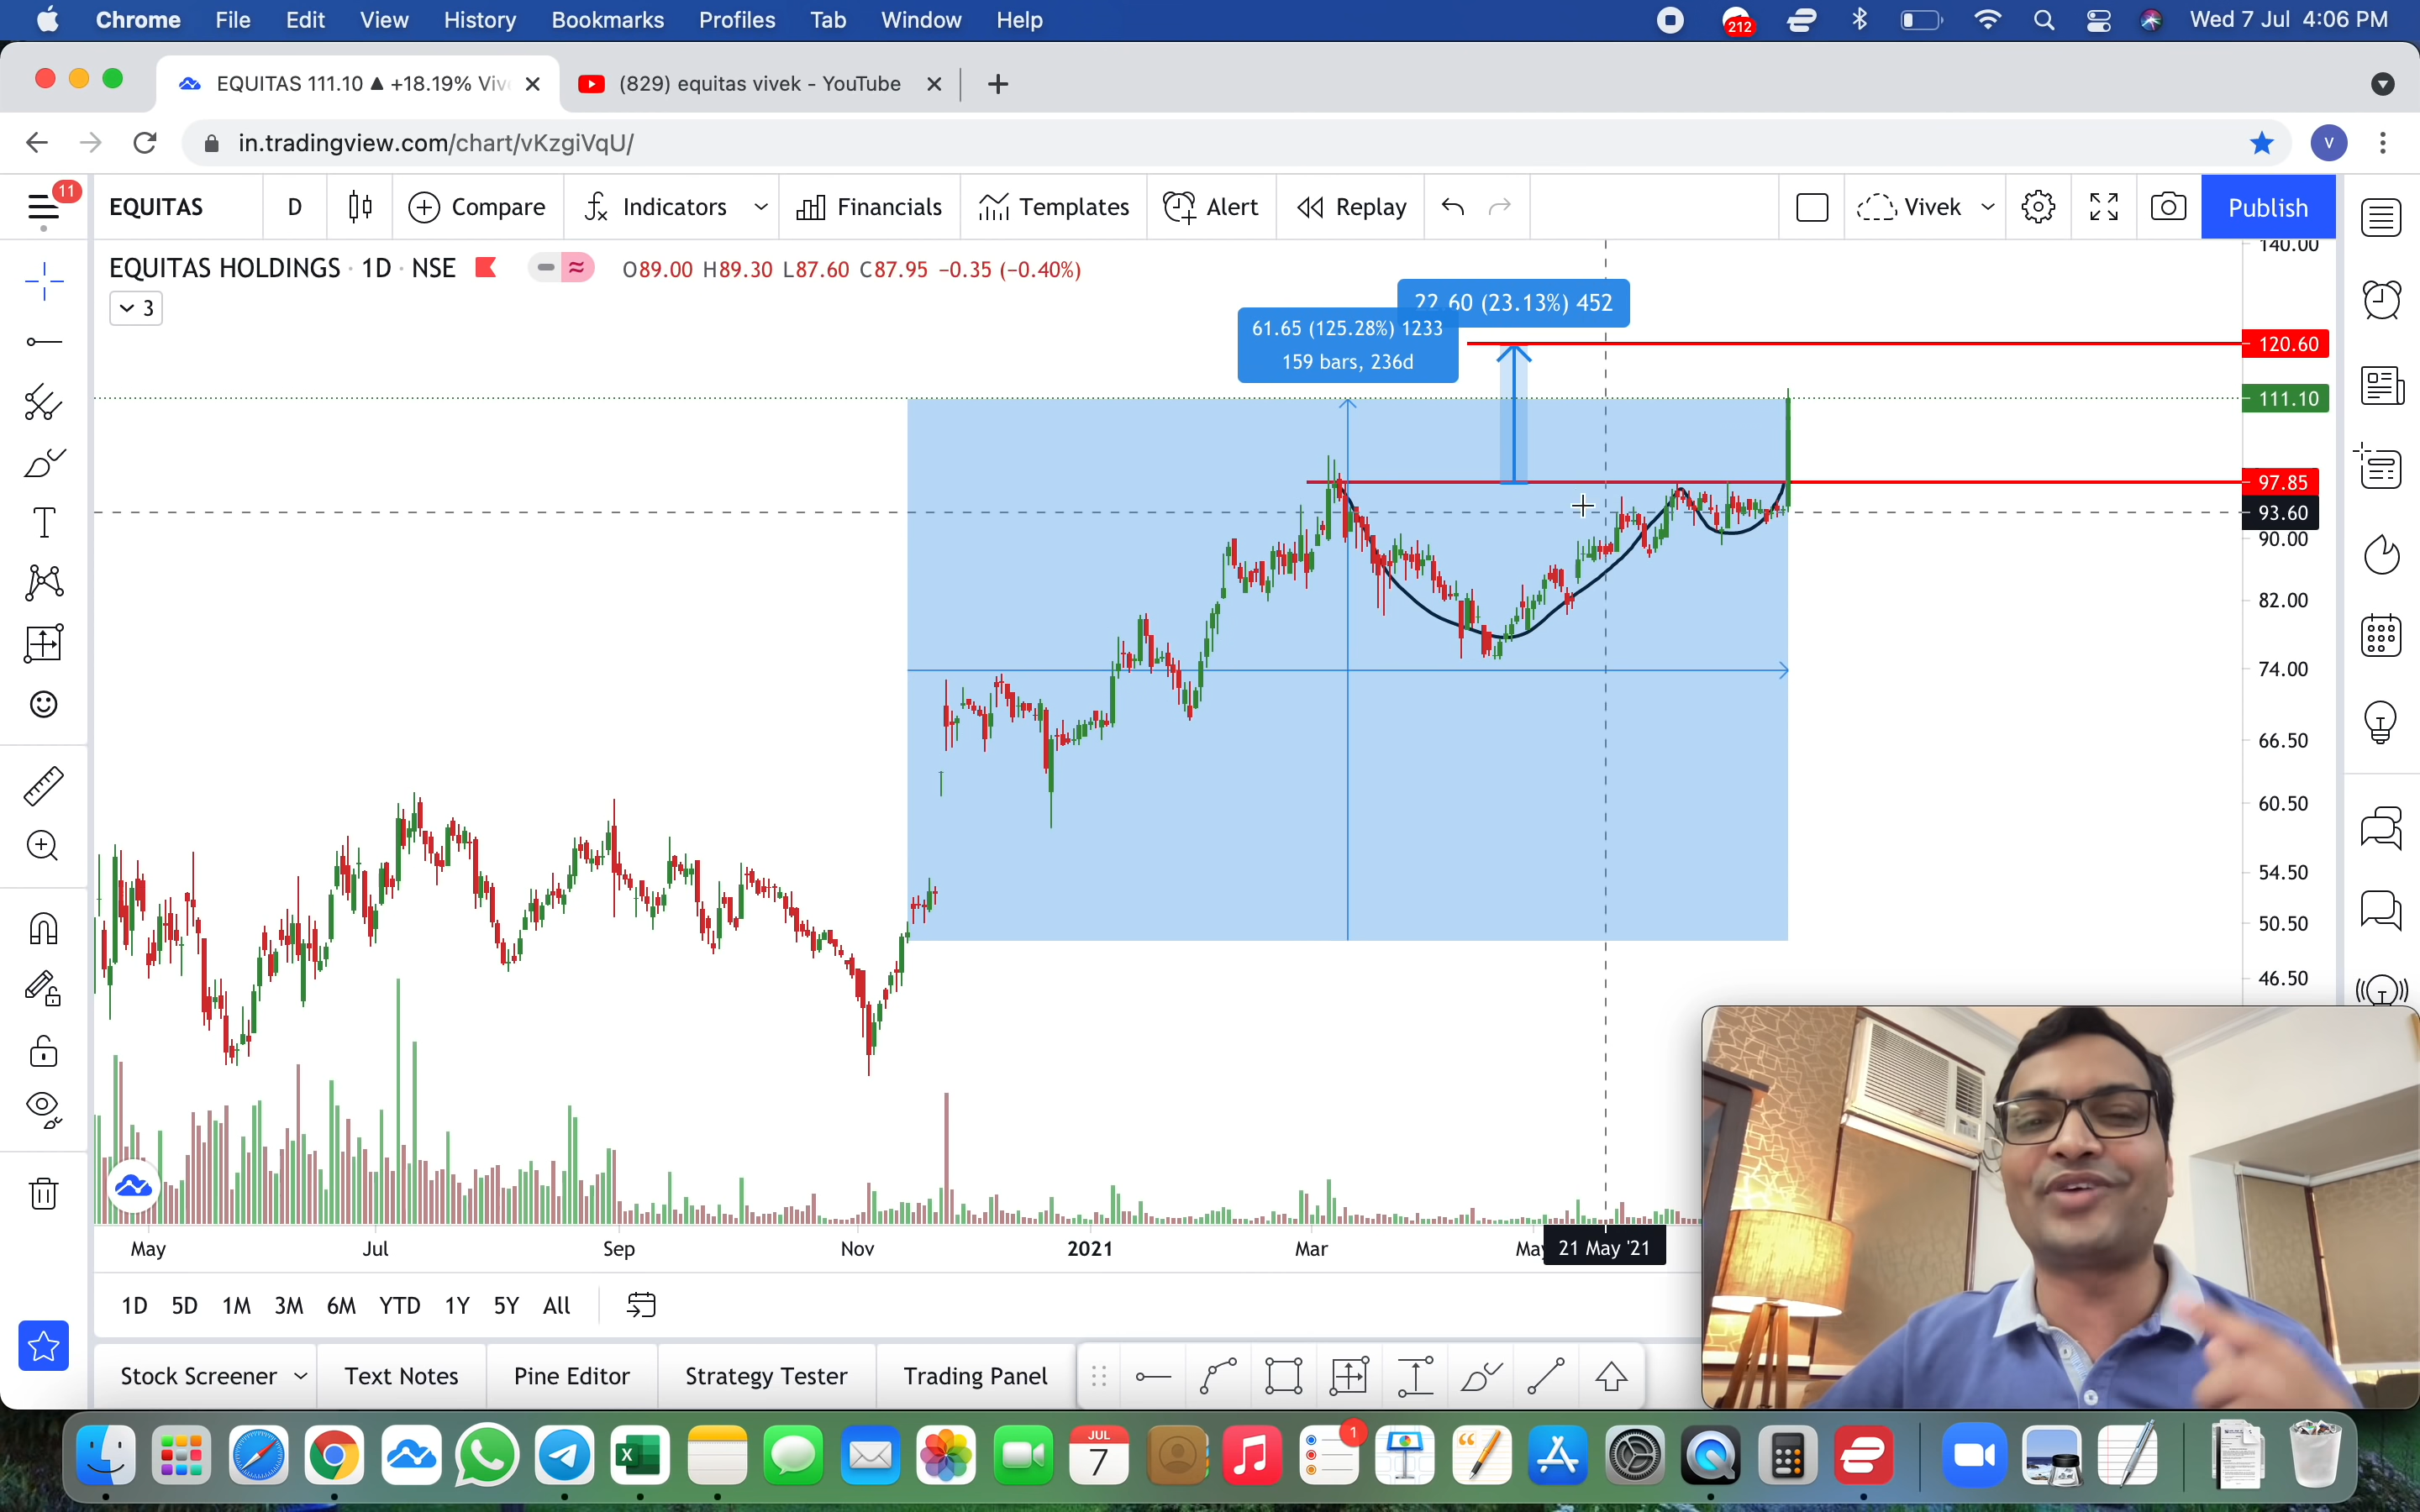 Chrome File Edit View History Bookmarks Profiles Tab Window Help 212 Wed 7 Jul 4:06 PM
EQUITAS 111.10 ▲ +18.19% Viv
(829) equitas vivek - YouTube
in.tradingview.com/chart/vKzgiVqU/
V
11
EQUITAS D Compare Indicators Financials Templates Alert Replay Vivek Publish
EQUITAS HOLDINGS · 1D · NSE O89.00 H89.30 L87.60 C87.95 −0.35 (−0.40%)
3
140.00
22.60 (23.13%) 452
61.65 (125.28%) 1233
159 bars, 236d
120.60
111.10
97.85
93.60
90.00
82.00
74.00
66.50
60.50
54.50
50.50
46.50
May Jul Sep Nov 2021 Mar May 21 May '21
1D 5D 1M 3M 6M YTD 1Y 5Y All
Stock Screener Text Notes Pine Editor Strategy Tester Trading Panel
JUL
7
1